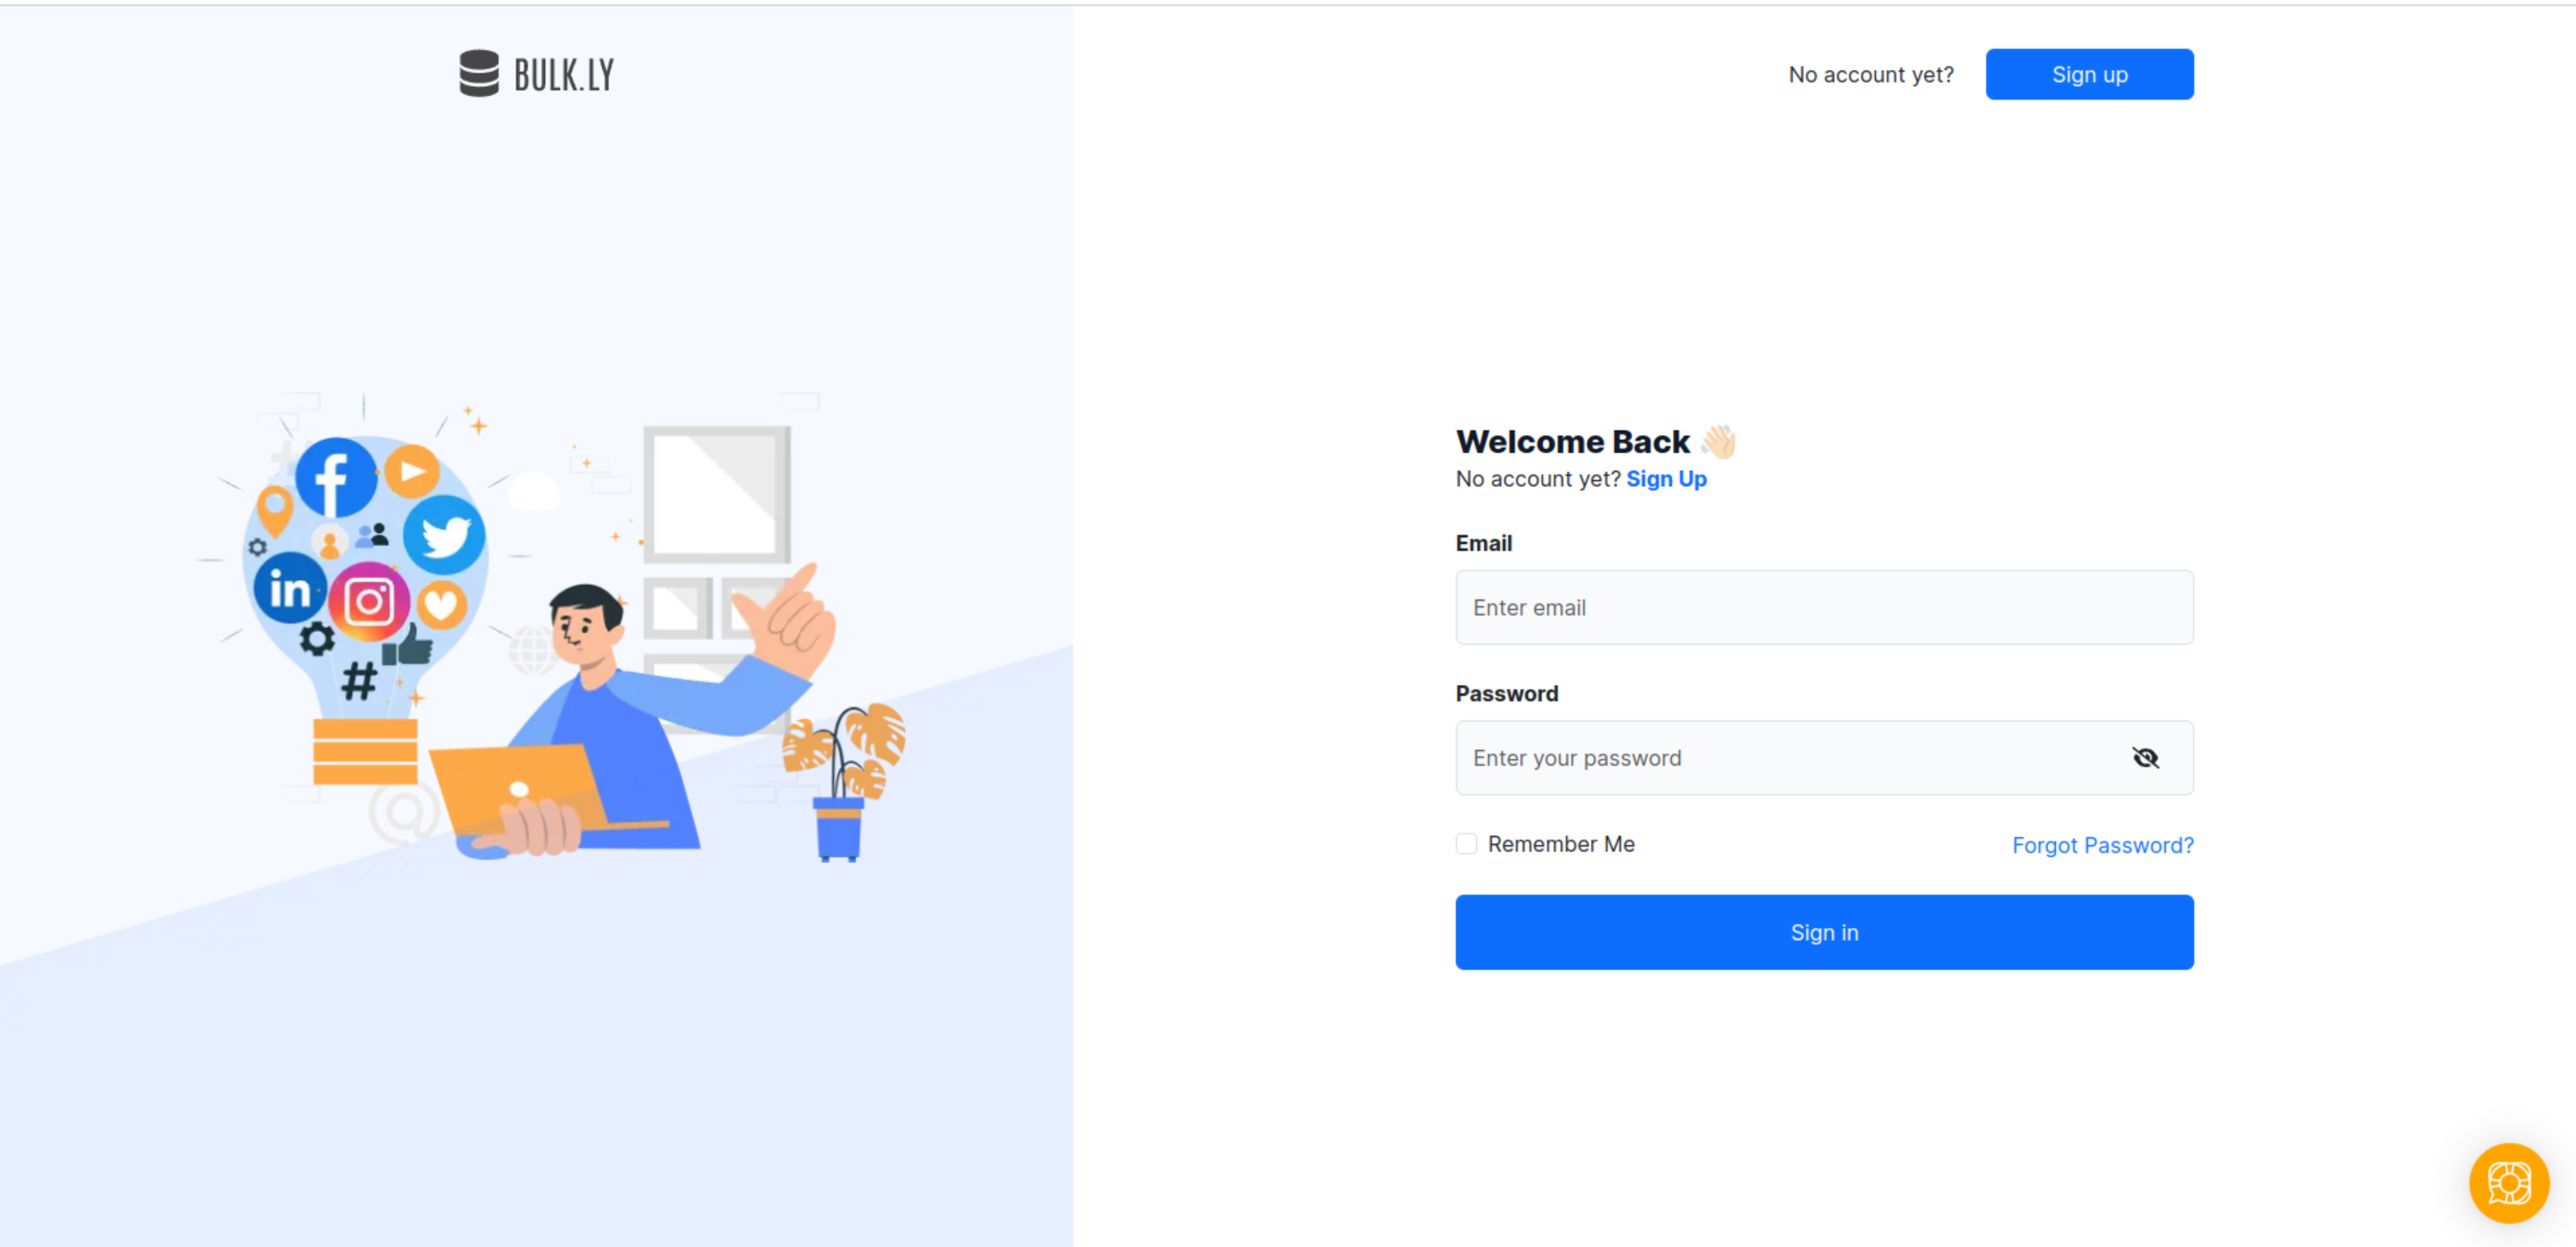 BULK.LY
No account yet? Sign up
Welcome Back 👋🏻
No account yet? Sign Up
Email
Enter email
Password
Enter your password
Remember Me Forgot Password?
Sign in
f
in
#
@